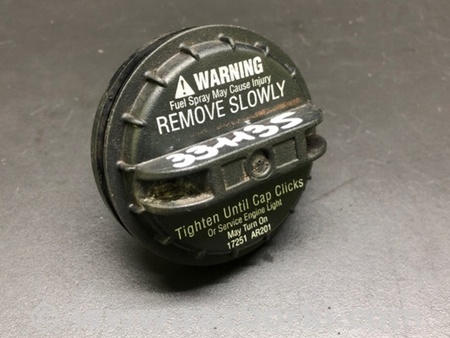 ⚠ WARNING
Fuel Spray May Cause Injury
REMOVE SLOWLY
334435
Tighten Until Cap Clicks
Or Service Engine Light
May Turn On
17251 AR201